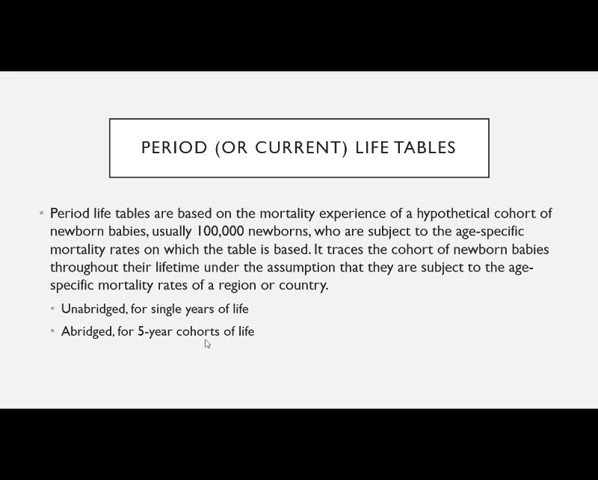 PERIOD (OR CURRENT) LIFE TABLES
• Period life tables are based on the mortality experience of a hypothetical cohort of
newborn babies, usually 100,000 newborns, who are subject to the age-specific
mortality rates on which the table is based. It traces the cohort of newborn babies
throughout their lifetime under the assumption that they are subject to the age-
specific mortality rates of a region or country.
• Unabridged, for single years of life
• Abridged, for 5-year cohorts of life